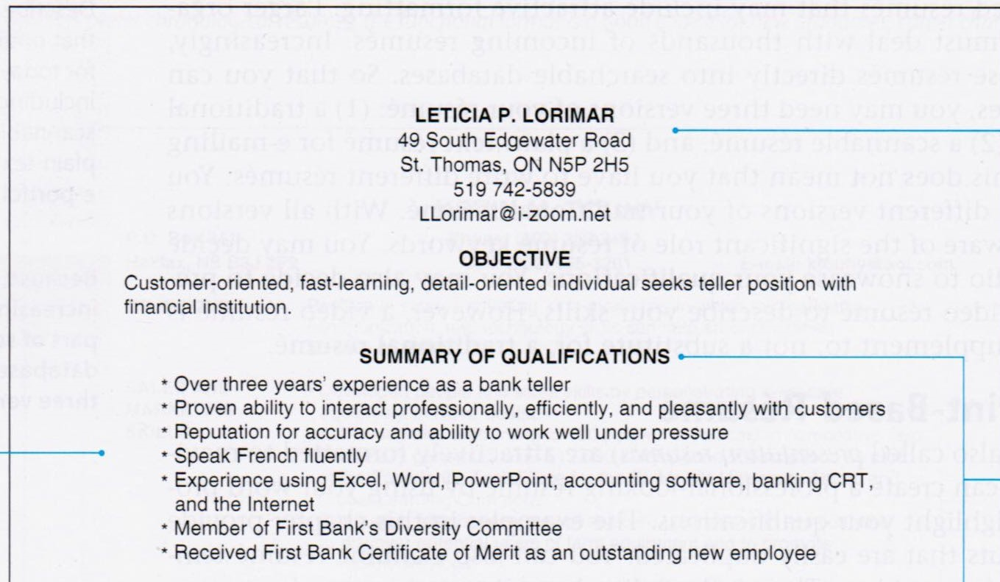 LETICIA P. LORIMAR
49 South Edgewater Road
St. Thomas, ON N5P 2H5
519 742-5839
LLorimar@i-zoom.net
OBJECTIVE
Customer-oriented, fast-learning, detail-oriented individual seeks teller position with
financial institution.
SUMMARY OF QUALIFICATIONS
* Over three years' experience as a bank teller
* Proven ability to interact professionally, efficiently, and pleasantly with customers
* Reputation for accuracy and ability to work well under pressure
* Speak French fluently
* Experience using Excel, Word, PowerPoint, accounting software, banking CRT,
and the Internet
* Member of First Bank's Diversity Committee
* Received First Bank Certificate of Merit as an outstanding new employee